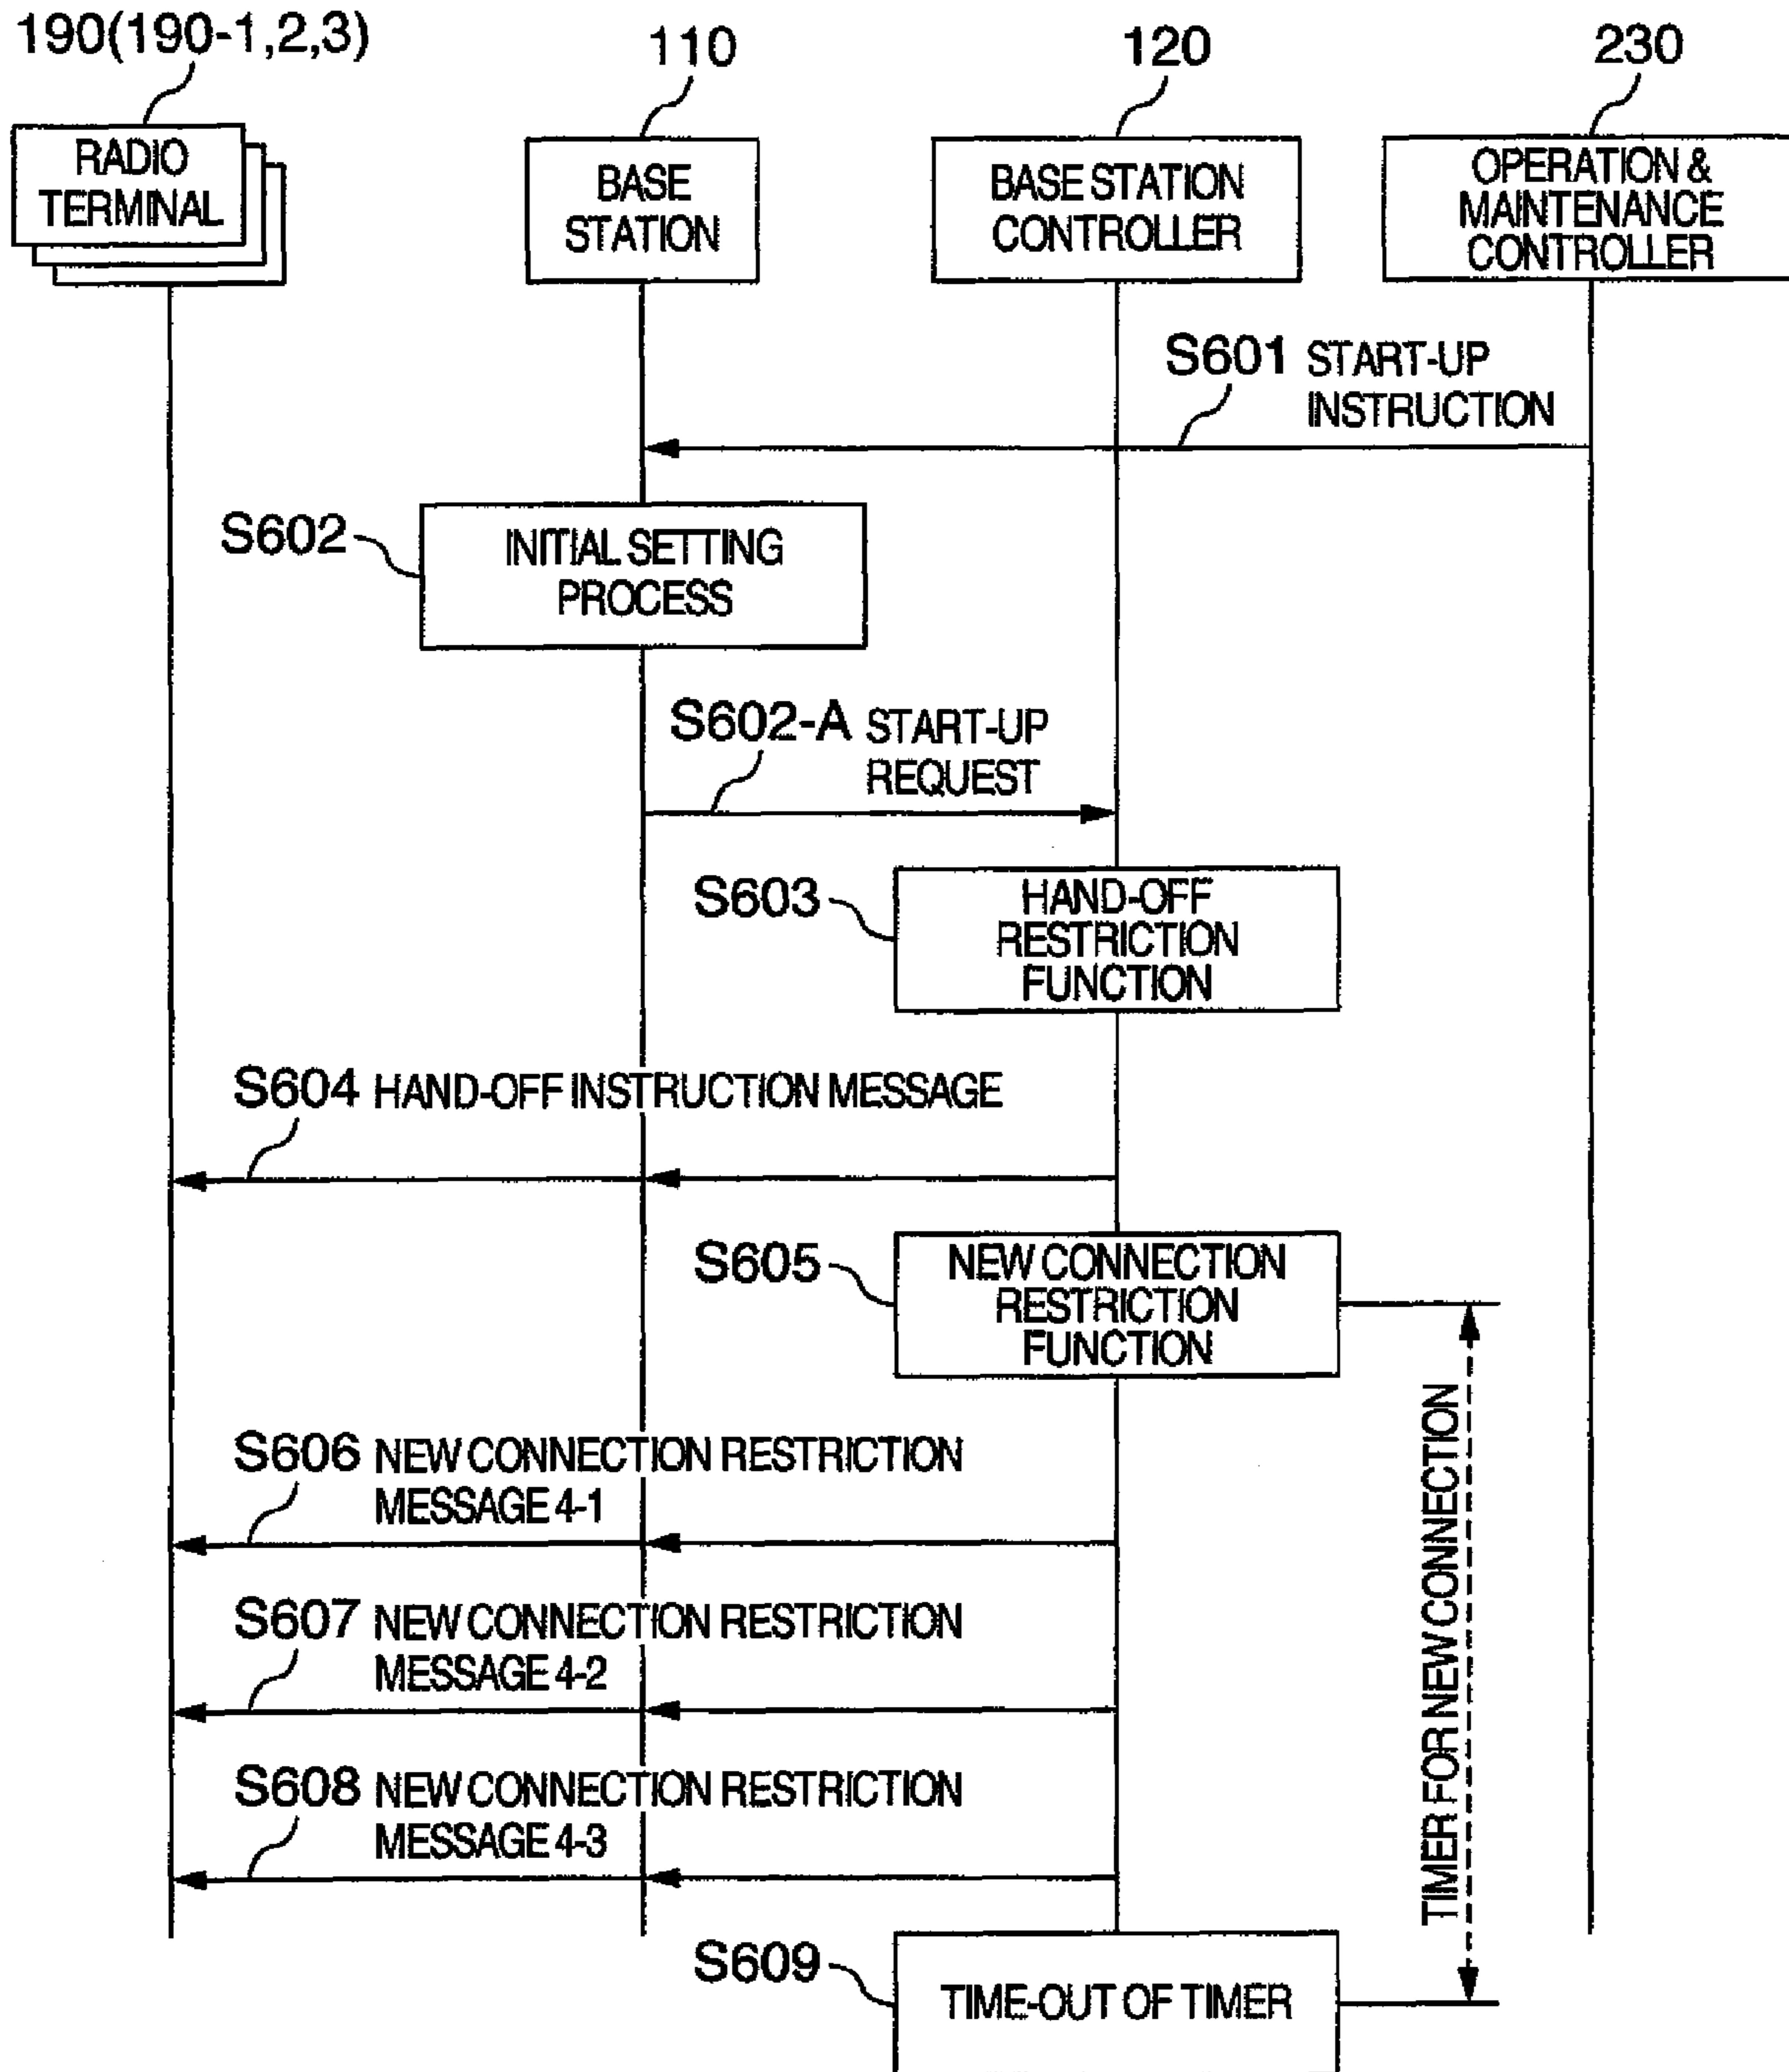 190(190-1,2,3)
110
120
230
RADIO
TERMINAL
BASE
STATION
BASE STATION
CONTROLLER
OPERATION &
MAINTENANCE
CONTROLLER
S601 START-UP
INSTRUCTION
S602
INITIAL SETTING
PROCESS
S602-A START-UP
REQUEST
S603
HAND-OFF
RESTRICTION
FUNCTION
S604 HAND-OFF INSTRUCTION MESSAGE
S605
NEW CONNECTION
RESTRICTION
FUNCTION
TIMER FOR NEW CONNECTION
S606 NEW CONNECTION RESTRICTION
MESSAGE 4-1
S607 NEW CONNECTION RESTRICTION
MESSAGE 4-2
S608 NEW CONNECTION RESTRICTION
MESSAGE 4-3
S609
TIME-OUT OF TIMER